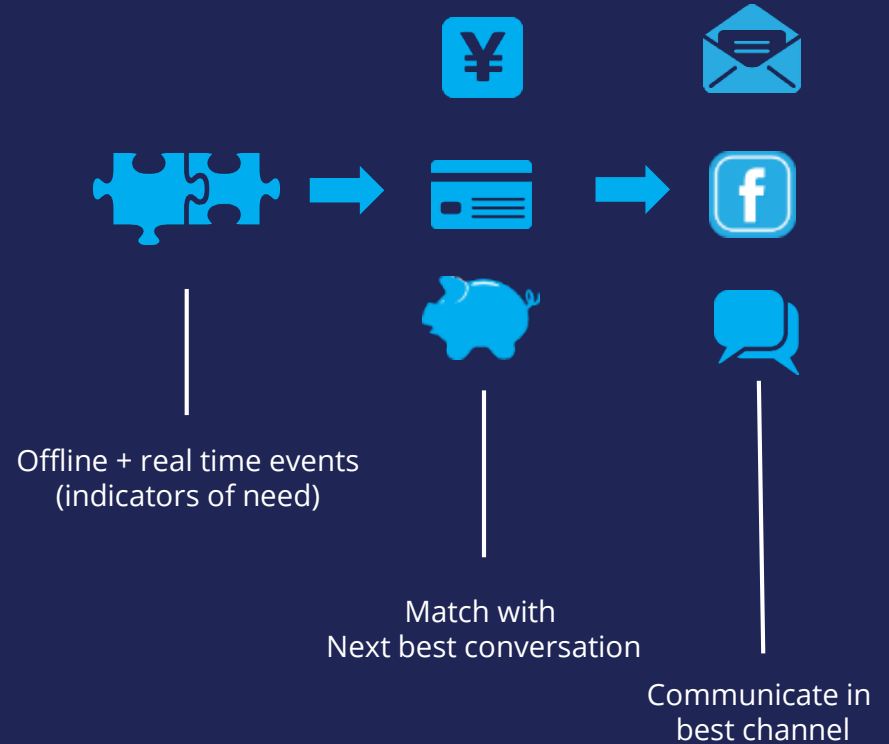 ¥
f
Offline + real time events
(indicators of need)
Match with
Next best conversation
Communicate in
best channel